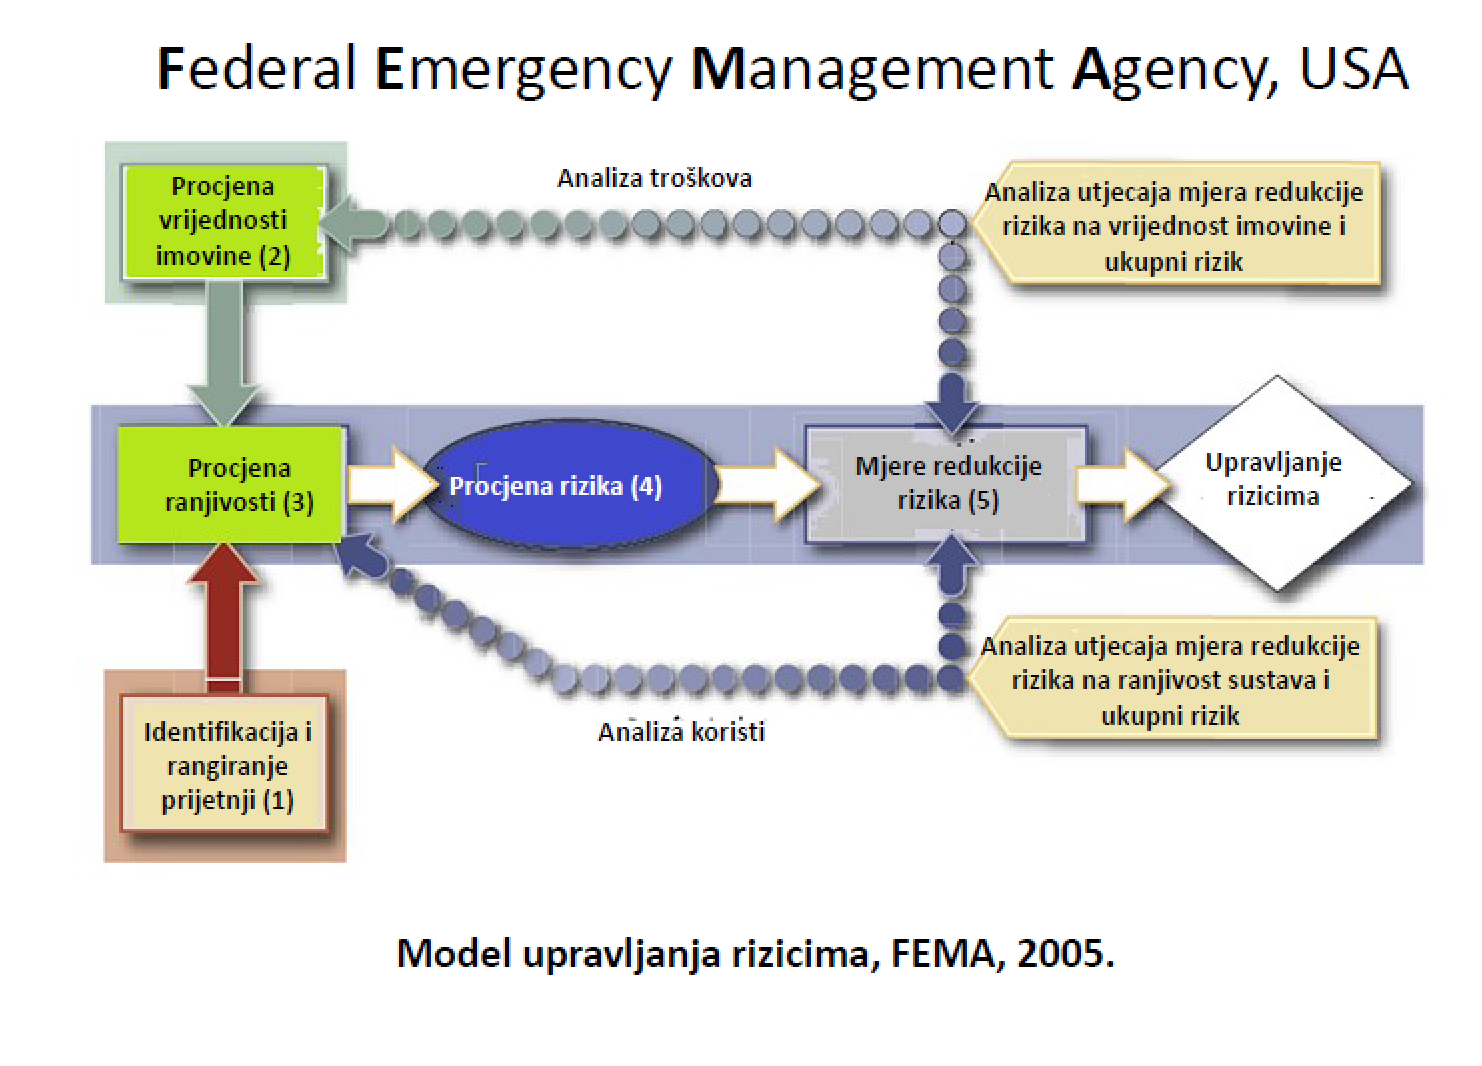 Federal Emergency Management Agency, USA
Procjena
vrijednosti
imovine (2)
Analiza troškova
Analiza utjecaja mjera redukcije
rizika na vrijednost imovine i
ukupni rizik
Procjena
ranjivosti (3)
Procjena rizika (4)
Mjere redukcije
rizika (5)
Upravljanje
rizicima
Identifikacija i
rangiranje
prijetnji (1)
Analiza koristi
Analiza utjecaja mjera redukcije
rizika na ranjivost sustava i
ukupni rizik
Model upravljanja rizicima, FEMA, 2005.